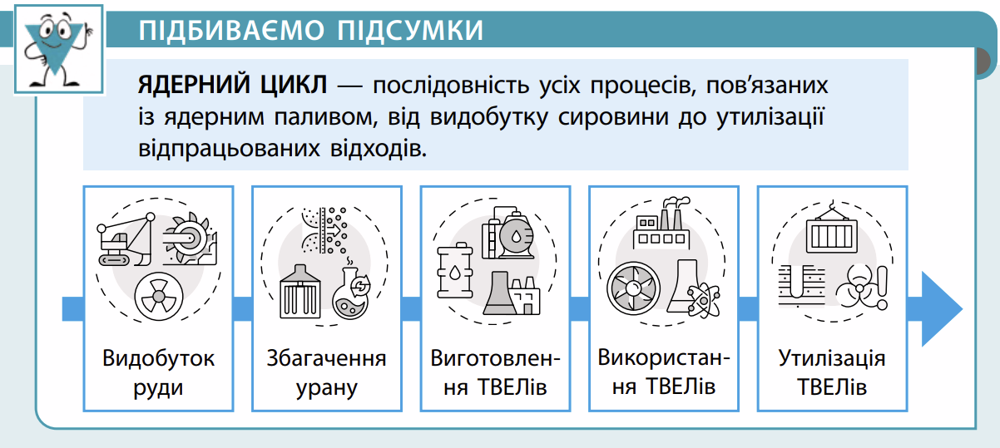 ПІДБИВАЄМО ПІДСУМКИ
ЯДЕРНИЙ ЦИКЛ — послідовність усіх процесів, пов’язаних
із ядерним паливом, від видобутку сировини до утилізації
відпрацьованих відходів.
Видобуток
руди
Збагачення
урану
Виготовлен-
ня ТВЕЛів
Використан-
ня ТВЕЛів
Утилізація
ТВЕЛів